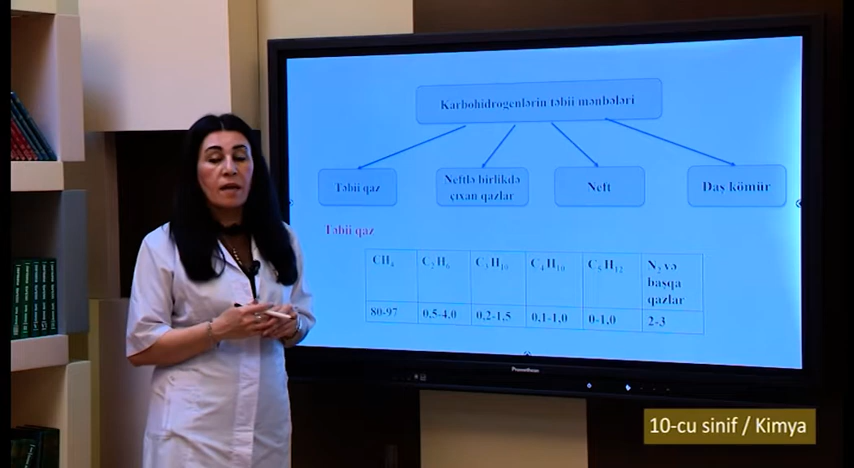 Karbohidrogenlərin təbii mənbələri
Təbii qaz
Neftlə birlikdə
çıxan qazlar
Neft
Daş kömür
Təbii qaz
CH₄ C₂H₆ C₃H₁₀ C₄H₁₀ C₅H₁₂ N₂ və
başqa
qazlar
80-97 0,5-4,0 0,2-1,5 0,1-1,0 0-1,0 2-3
Promethean
10-cu sinif / Kimya